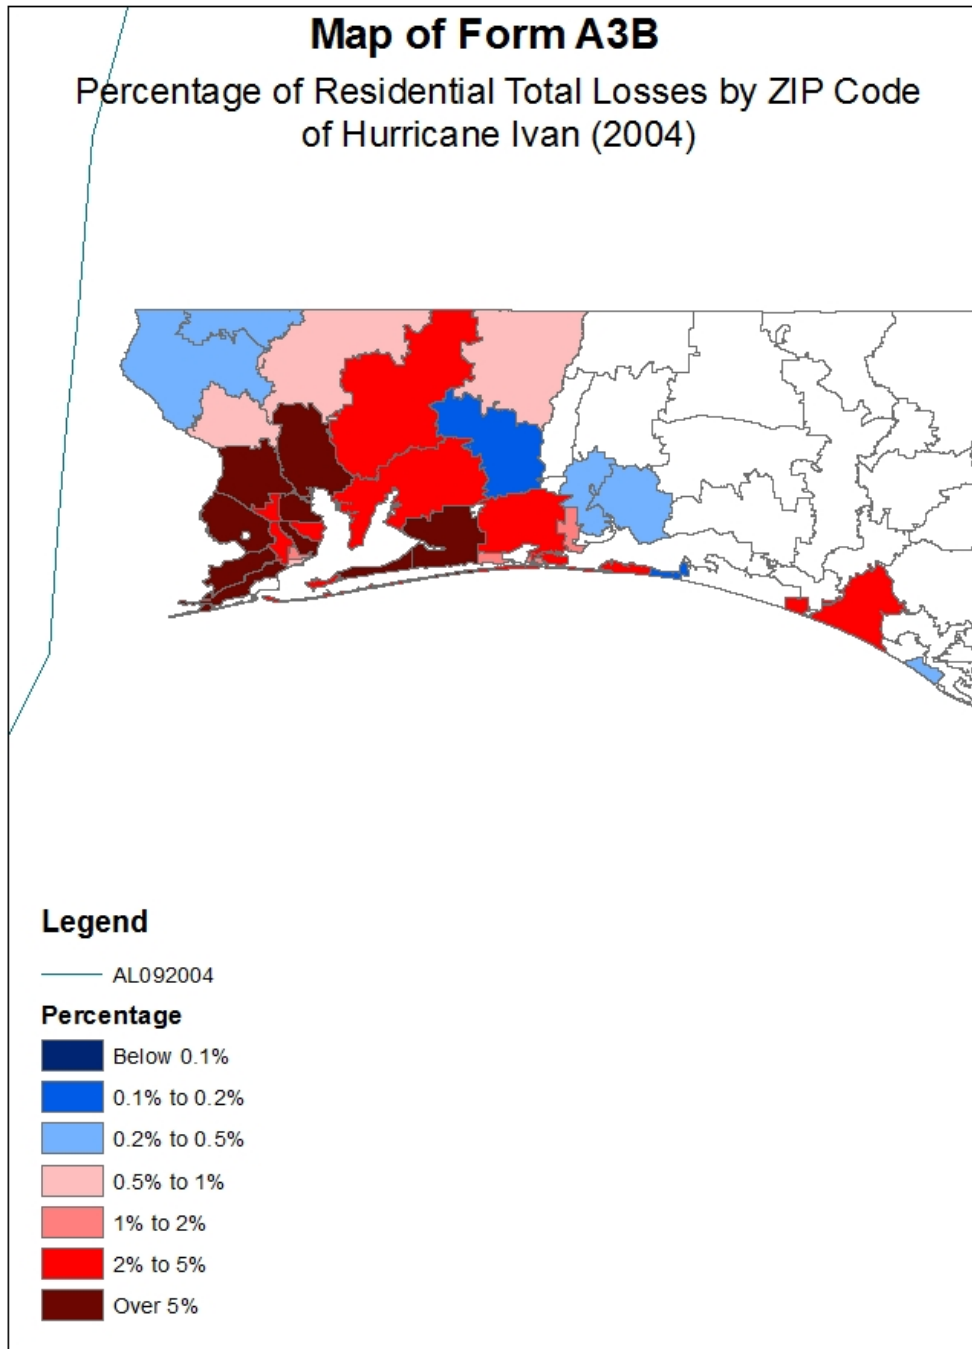 Map of Form A3B
Percentage of Residential Total Losses by ZIP Code
of Hurricane Ivan (2004)
Legend
AL092004
Percentage
Below 0.1%
0.1% to 0.2%
0.2% to 0.5%
0.5% to 1%
1% to 2%
2% to 5%
Over 5%